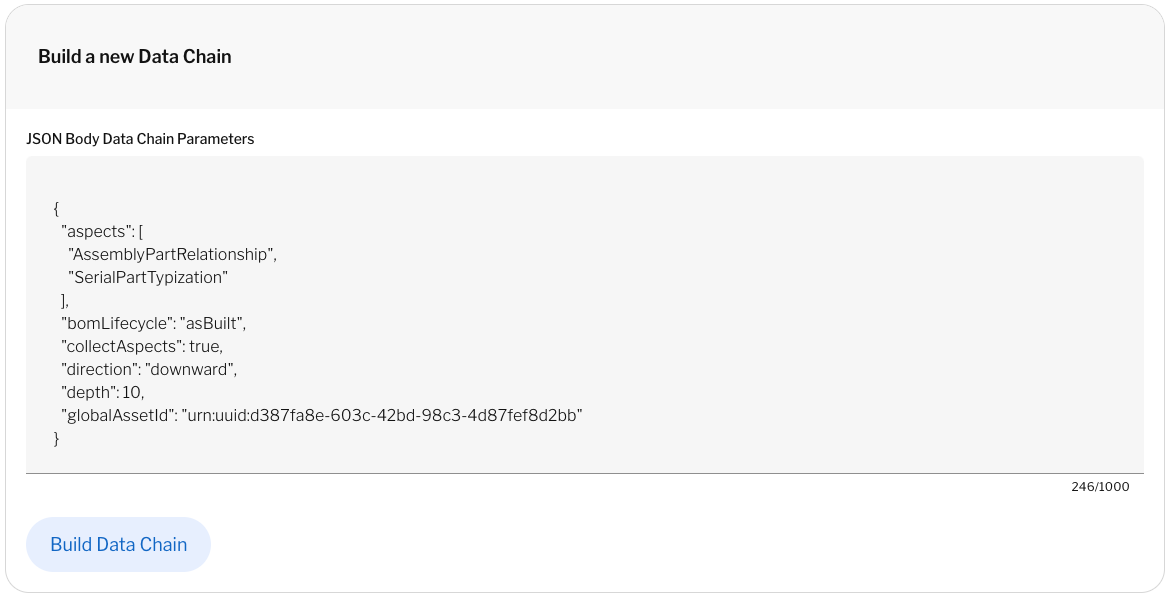 Build a new Data Chain
JSON Body Data Chain Parameters
{
"aspects": [
"AssemblyPartRelationship",
"SerialPartTypization"
],
"bomLifecycle": "asBuilt",
"collectAspects": true,
"direction": "downward",
"depth": 10,
"globalAssetId": "urn:uuid:d387fa8e-603c-42bd-98c3-4d87fef8d2bb"
}
246/1000
Build Data Chain